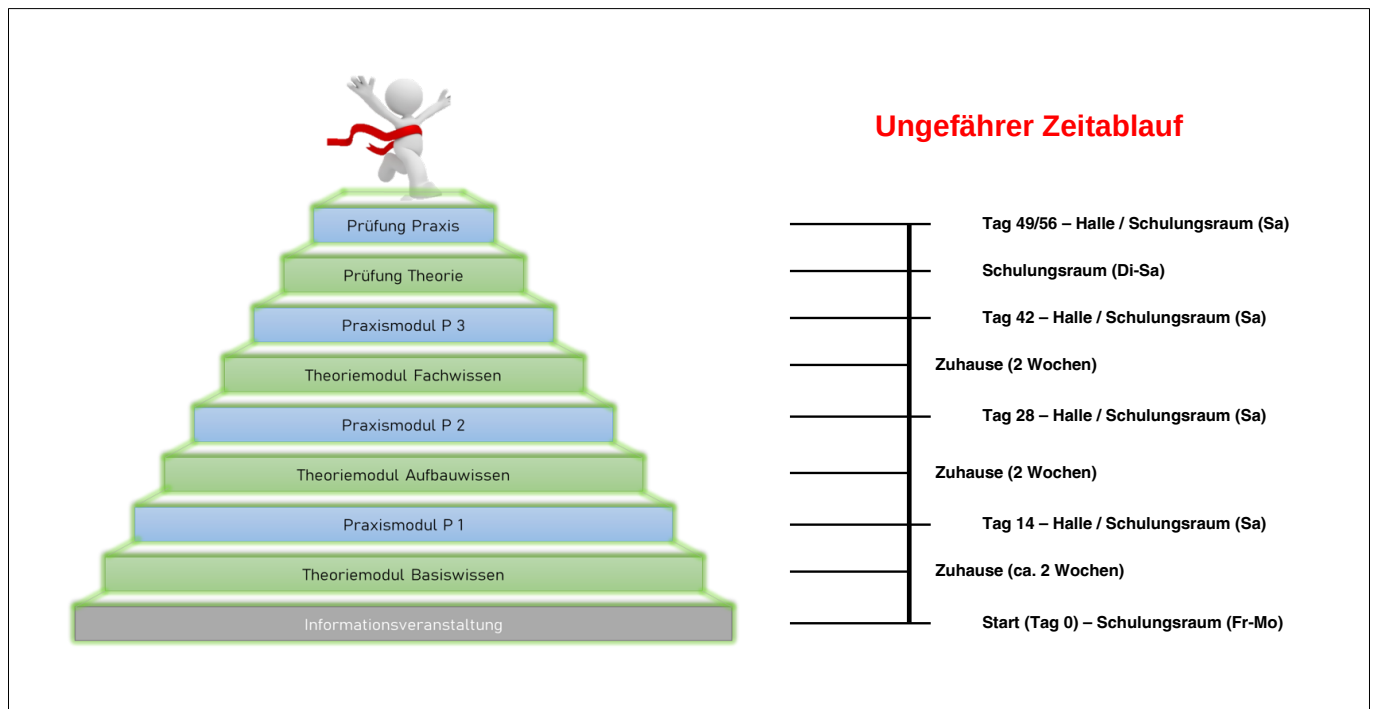 Ungefährer Zeitablauf
Prüfung Praxis
Tag 49/56 – Halle / Schulungsraum (Sa)
Prüfung Theorie
Schulungsraum (Di-Sa)
Praxismodul P 3
Tag 42 – Halle / Schulungsraum (Sa)
Theoriemodul Fachwissen
Zuhause (2 Wochen)
Praxismodul P 2
Tag 28 – Halle / Schulungsraum (Sa)
Theoriemodul Aufbauwissen
Zuhause (2 Wochen)
Praxismodul P 1
Tag 14 – Halle / Schulungsraum (Sa)
Theoriemodul Basiswissen
Zuhause (ca. 2 Wochen)
Informationsveranstaltung
Start (Tag 0) – Schulungsraum (Fr-Mo)